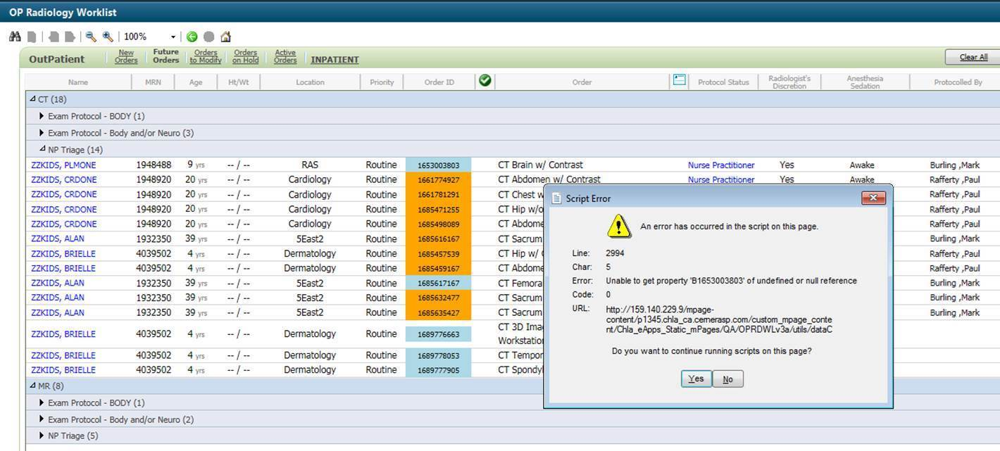 OP Radiology Worklist
100%
OutPatient New Orders Future Orders Orders to Modify Orders on Hold Active Orders INPATIENT Clear All
Name MRN Age Ht/Wt Location Priority Order ID Order Protocol Status Radiologist's Discretion Anesthesia Sedation Protocolled By
CT (18)
Exam Protocol - BODY (1)
Exam Protocol - Body and/or Neuro (3)
NP Triage (14)
ZZKIDS, PLMONE 1948488 9 yrs -- / -- RAS Routine 1653003803 CT Brain w/ Contrast Nurse Practitioner Yes Awake Burling ,Mark
ZZKIDS, CRDONE 1948920 20 yrs -- / -- Cardiology Routine 1661774927 CT Abdomen w/ Contrast Nurse Practitioner Yes Awake Rafferty ,Paul
ZZKIDS, CRDONE 1948920 20 yrs -- / -- Cardiology Routine 1661781291 CT Chest w Rafferty ,Paul
ZZKIDS, CRDONE 1948920 20 yrs -- / -- Cardiology Routine 1685471255 CT Hip w/o Rafferty ,Paul
ZZKIDS, CRDONE 1948920 20 yrs -- / -- Cardiology Routine 1685498089 CT Abdome Rafferty ,Paul
ZZKIDS, ALAN 1932350 39 yrs -- / -- 5East2 Routine 1685616167 CT Sacrum Burling ,Mark
ZZKIDS, BRIELLE 4039502 4 yrs -- / -- Dermatology Routine 1685457539 CT Hip w/ Rafferty ,Paul
ZZKIDS, BRIELLE 4039502 4 yrs -- / -- Dermatology Routine 1685459167 CT Abdome Rafferty ,Paul
ZZKIDS, ALAN 1932350 39 yrs -- / -- 5East2 Routine 1685617167 CT Femora Burling ,Mark
ZZKIDS, ALAN 1932350 39 yrs -- / -- 5East2 Routine 1685632477 CT Sacrum Burling ,Mark
ZZKIDS, ALAN 1932350 39 yrs -- / -- 5East2 Routine 1685635427 CT Sacrum Burling ,Mark
ZZKIDS, BRIELLE 4039502 4 yrs -- / -- Dermatology Routine 1689776663 CT 3D Imag
Workstation
ZZKIDS, BRIELLE 4039502 4 yrs -- / -- Dermatology Routine 1689778053 CT Tempor
ZZKIDS, BRIELLE 4039502 4 yrs -- / -- Dermatology Routine 1689777905 CT Spondyl
MR (8)
Exam Protocol - BODY (1)
Exam Protocol - Body and/or Neuro (2)
NP Triage (5)
Script Error
An error has occurred in the script on this page.
Line: 2994
Char: 5
Error: Unable to get property 'B1653003803' of undefined or null reference
Code: 0
URL: http://159.140.229.9/mpage-
content/p1345.chla_ca.cernerasp.com/custom_mpage_conte
nt/Chla_eApps_Static_mPages/QA/OPRDWLv3a/utils/dataC
Do you want to continue running scripts on this page?
Yes No